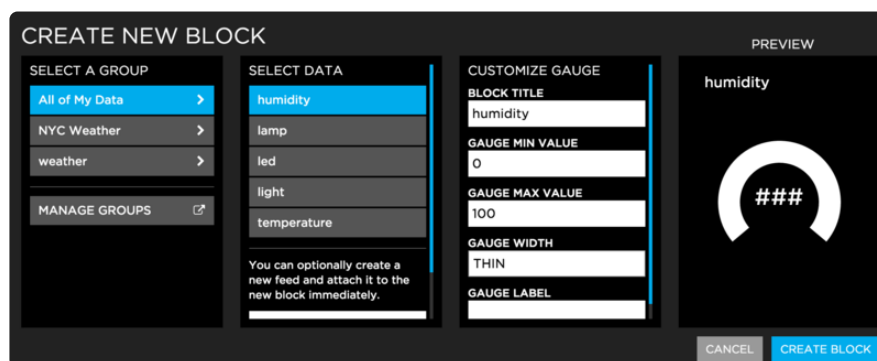 CREATE NEW BLOCK
SELECT A GROUP
All of My Data
NYC Weather
weather
MANAGE GROUPS
SELECT DATA
humidity
lamp
led
light
temperature
You can optionally create a
new feed and attach it to the
new block immediately.
CUSTOMIZE GAUGE
BLOCK TITLE
humidity
GAUGE MIN VALUE
0
GAUGE MAX VALUE
100
GAUGE WIDTH
THIN
GAUGE LABEL
PREVIEW
humidity
###
CANCEL
CREATE BLOCK